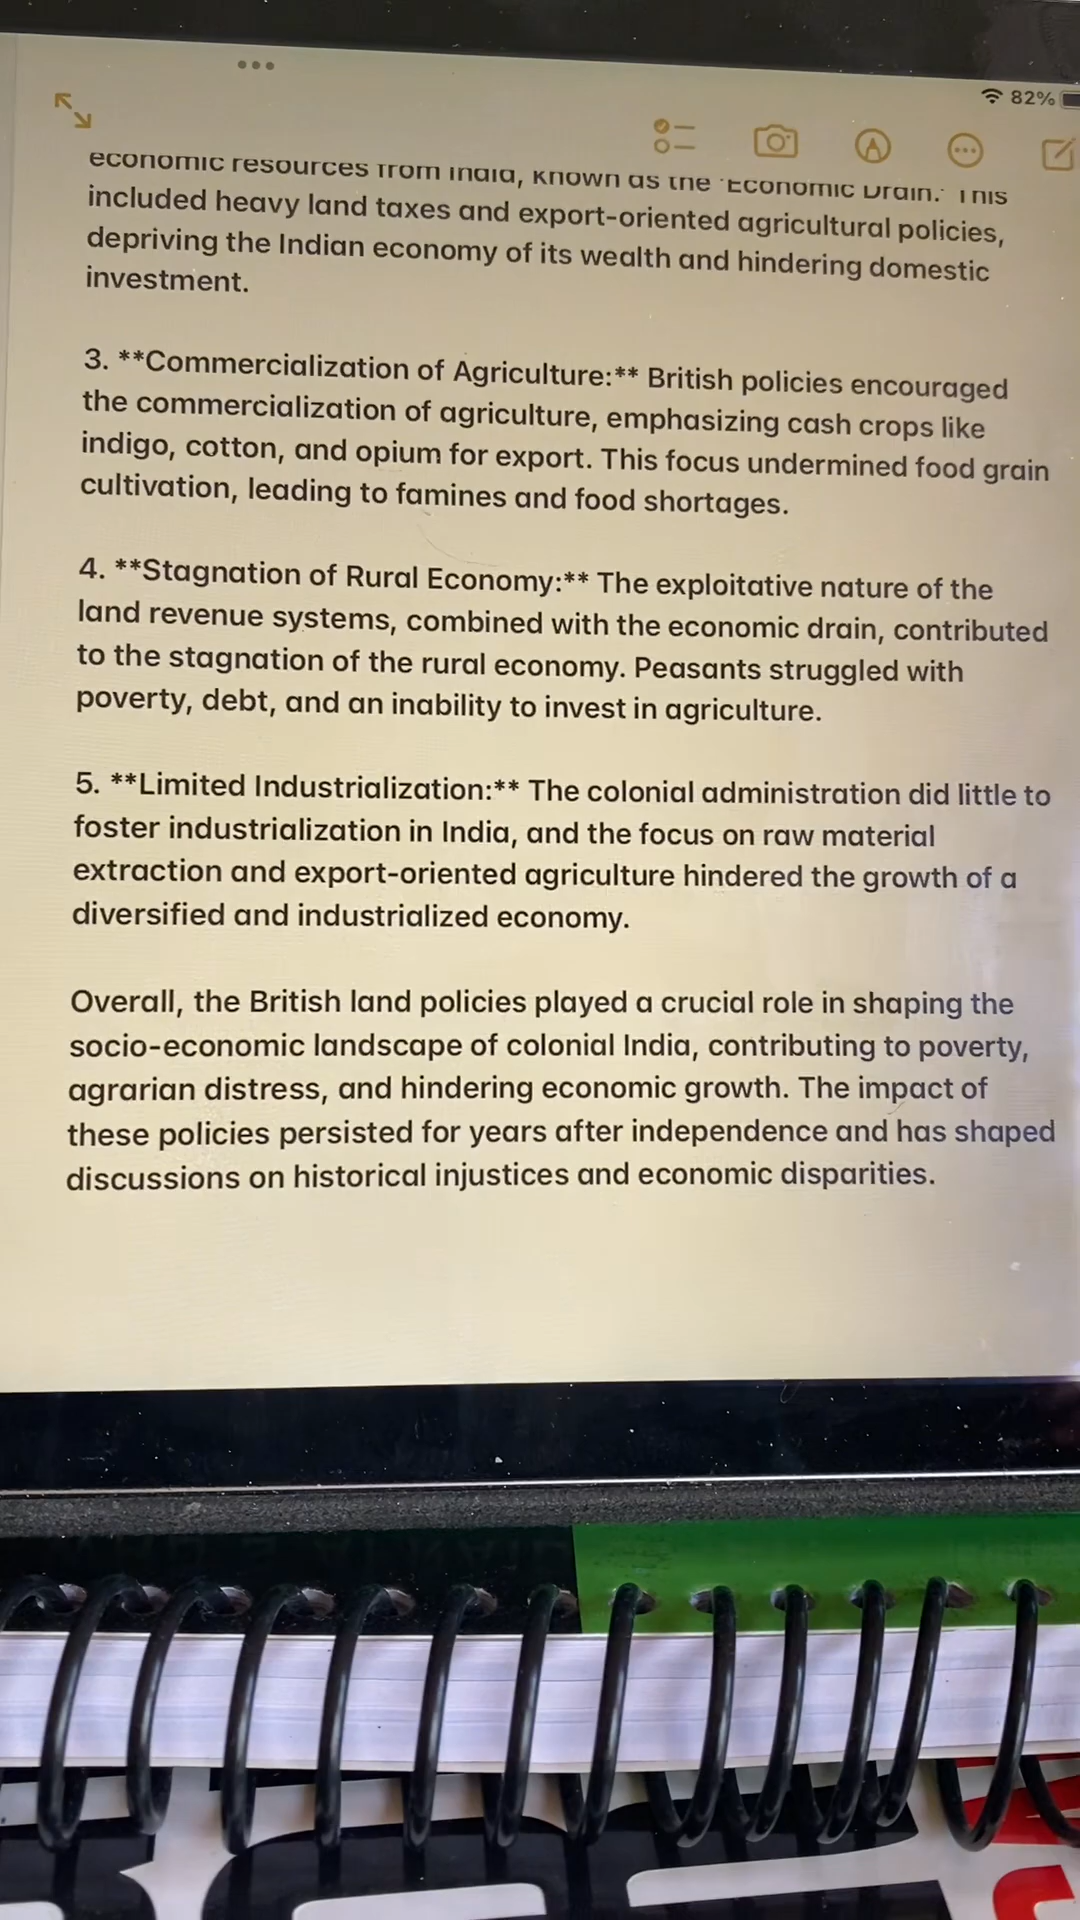 82%
economic resources from India, known as the "Economic Drain." This
included heavy land taxes and export-oriented agricultural policies,
depriving the Indian economy of its wealth and hindering domestic
investment.
3. **Commercialization of Agriculture:** British policies encouraged
the commercialization of agriculture, emphasizing cash crops like
indigo, cotton, and opium for export. This focus undermined food grain
cultivation, leading to famines and food shortages.
4. **Stagnation of Rural Economy:** The exploitative nature of the
land revenue systems, combined with the economic drain, contributed
to the stagnation of the rural economy. Peasants struggled with
poverty, debt, and an inability to invest in agriculture.
5. **Limited Industrialization:** The colonial administration did little to
foster industrialization in India, and the focus on raw material
extraction and export-oriented agriculture hindered the growth of a
diversified and industrialized economy.
Overall, the British land policies played a crucial role in shaping the
socio-economic landscape of colonial India, contributing to poverty,
agrarian distress, and hindering economic growth. The impact of
these policies persisted for years after independence and has shaped
discussions on historical injustices and economic disparities.